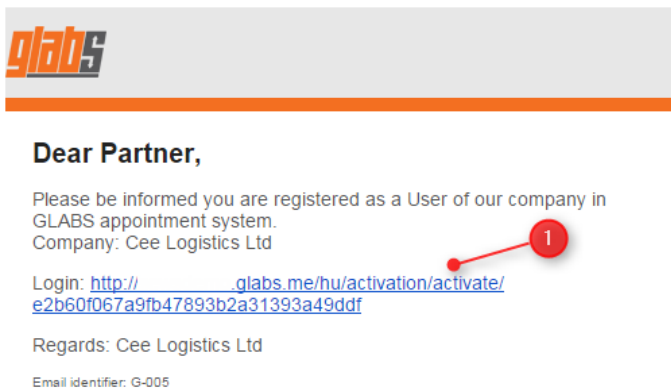 glabs
Dear Partner,
Please be informed you are registered as a User of our company in
GLABS appointment system.
Company: Cee Logistics Ltd
1
Login: http:// .glabs.me/hu/activation/activate/
e2b60f067a9fb47893b2a31393a49ddf
Regards: Cee Logistics Ltd
Email identifier: G-005